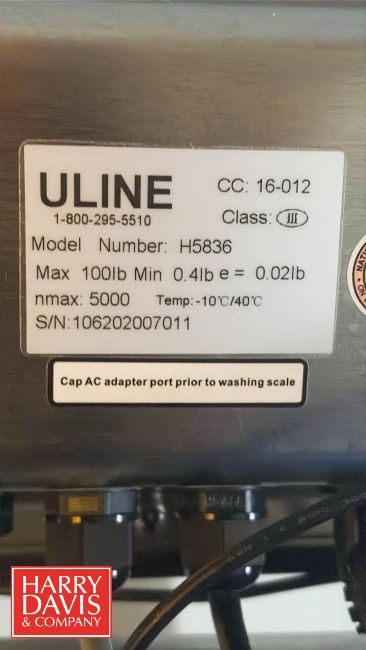 ULINE
CC: 16-012
1-800-295-5510
Class: III
Model Number: H5836
Max 100lb Min 0.4lb e = 0.02lb
nmax: 5000 Temp: -10℃/40℃
S/N:106202007011
Cap AC adapter port prior to washing scale
HARRY
DAVIS
& COMPANY